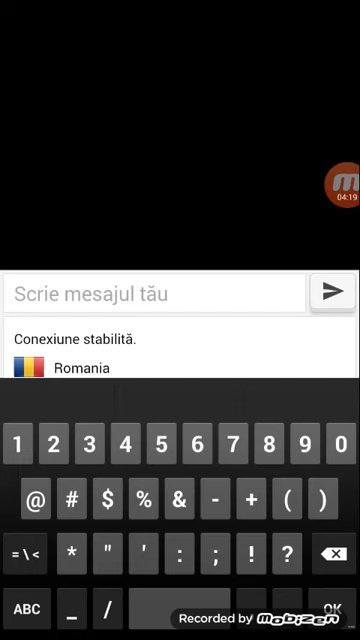 04:19
Scrie mesajul tău
Conexiune stabilită.
Romania
1 2 3 4 5 6 7 8 9 0
@ # $ % & - + ( )
= \ < * " ' : ; ! ?
ABC _ / OK
Recorded by mobizen